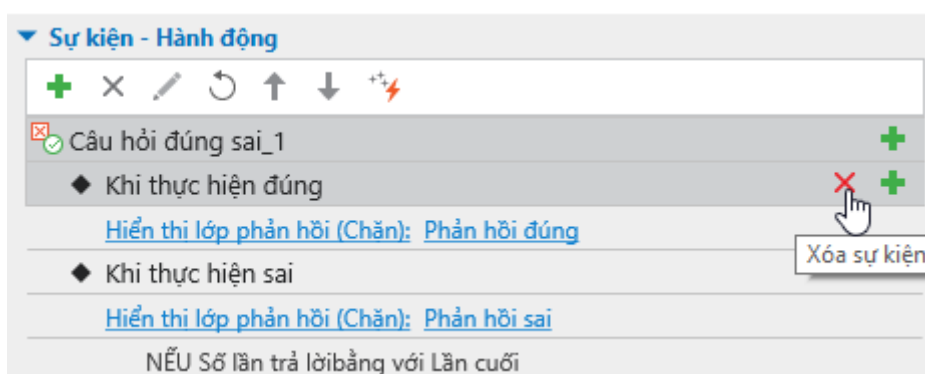 Sự kiện - Hành động
Câu hỏi đúng sai_1
Khi thực hiện đúng
Hiển thị lớp phản hồi (Chặn): Phản hồi đúng
Xóa sự kiện
Khi thực hiện sai
Hiển thị lớp phản hồi (Chặn): Phản hồi sai
NẾU Số lần trả lờibằng với Lần cuối